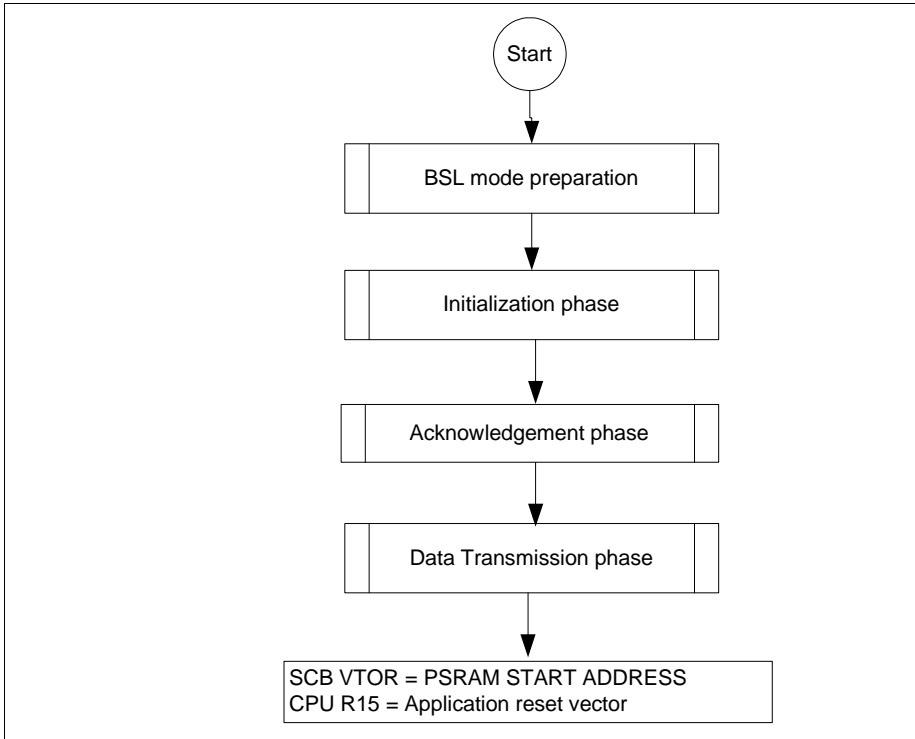 Start
BSL mode preparation
Initialization phase
Acknowledgement phase
Data Transmission phase
SCB VTOR = PSRAM START ADDRESS
CPU R15 = Application reset vector